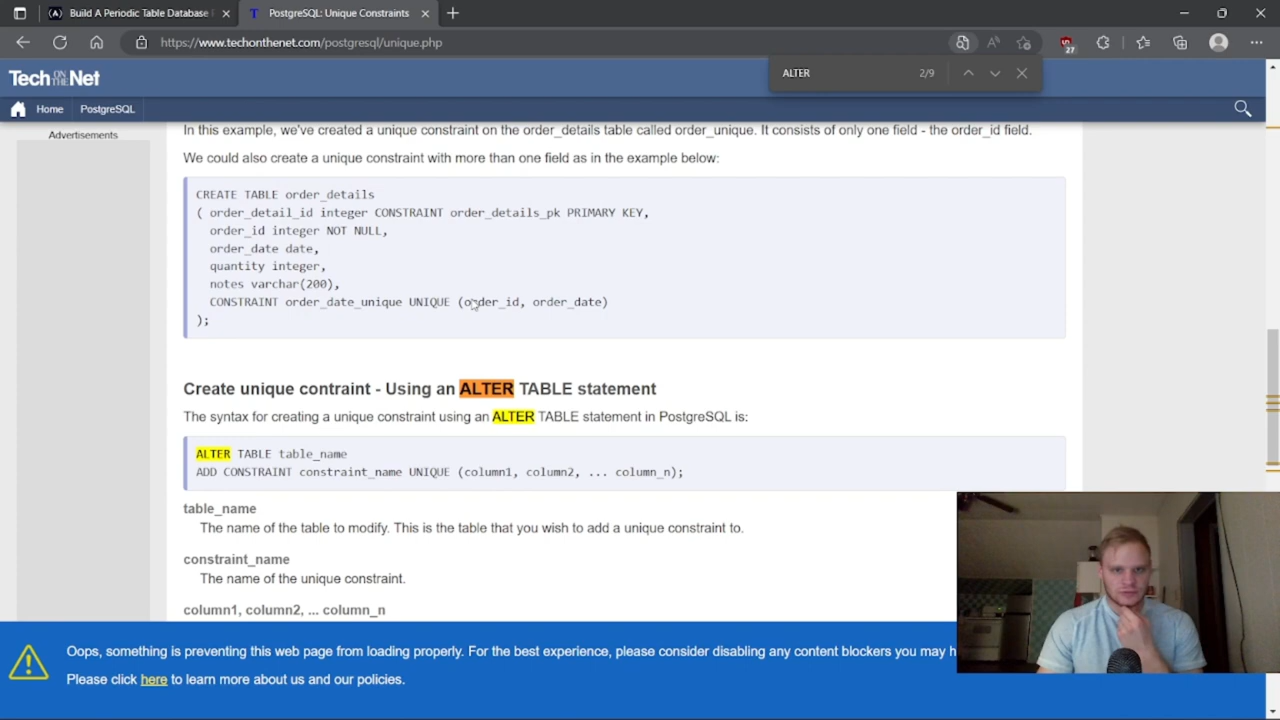 Build A Periodic Table Database
PostgreSQL: Unique Constraints
https://www.techonthenet.com/postgresql/unique.php
27
ALTER
2/9
Tech ON THE Net
Home
PostgreSQL
Advertisements
In this example, we've created a unique constraint on the order_details table called order_unique. It consists of only one field - the order_id field.
We could also create a unique constraint with more than one field as in the example below:
CREATE TABLE order_details
( order_detail_id integer CONSTRAINT order_details_pk PRIMARY KEY,
order_id integer NOT NULL,
order_date date,
quantity integer,
notes varchar(200),
CONSTRAINT order_date_unique UNIQUE (order_id, order_date)
);
Create unique contraint - Using an ALTER TABLE statement
The syntax for creating a unique constraint using an ALTER TABLE statement in PostgreSQL is:
ALTER TABLE table_name
ADD CONSTRAINT constraint_name UNIQUE (column1, column2, ... column_n);
table_name
The name of the table to modify. This is the table that you wish to add a unique constraint to.
constraint_name
The name of the unique constraint.
column1, column2, ... column_n
Oops, something is preventing this web page from loading properly. For the best experience, please consider disabling any content blockers you may
Please click here to learn more about us and our policies.